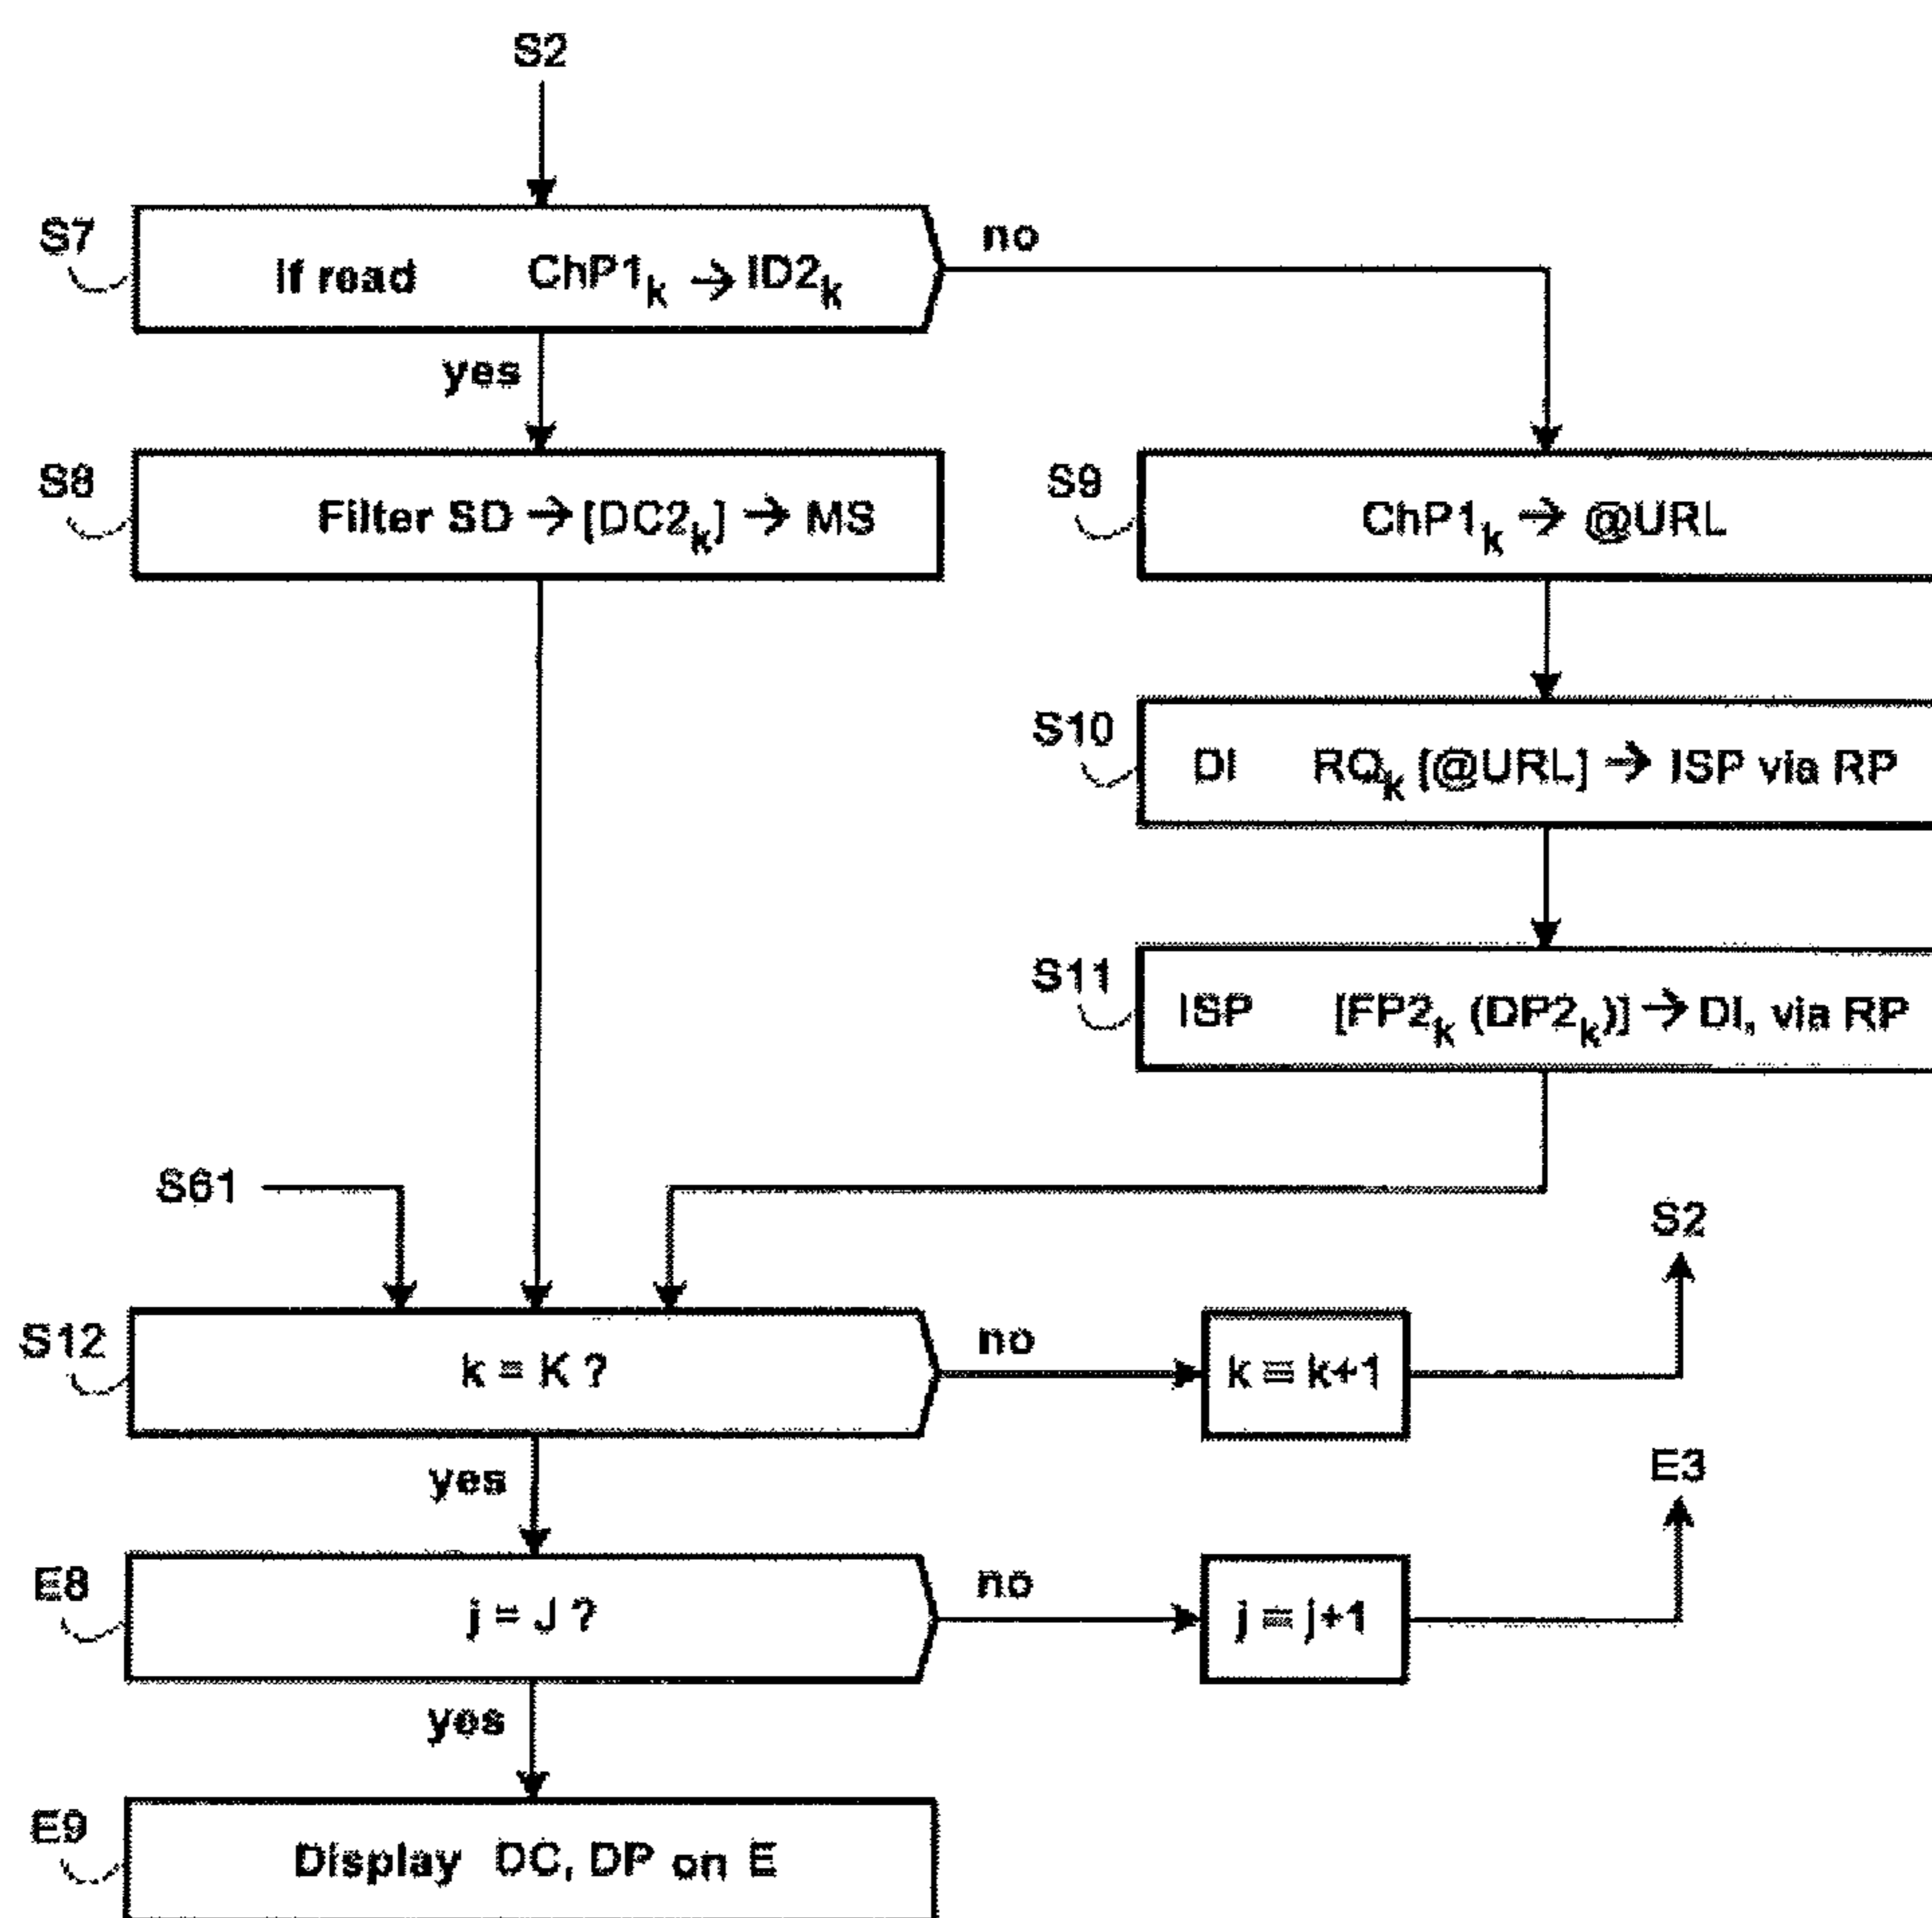 S2
S7
If read ChP1k → ID2k
no
yes
S8
Filter SD → [DC2k] → MS
S9
ChP1k → @URL
S10
DI RQk [@URL] → ISP via RP
S11
ISP [FP2k (DP2k)] → DI, via RP
S61
S2
S12
k = K ?
no
k = k+1
yes
E3
E8
j = J ?
no
j = j+1
yes
E9
Display DC, DP on E